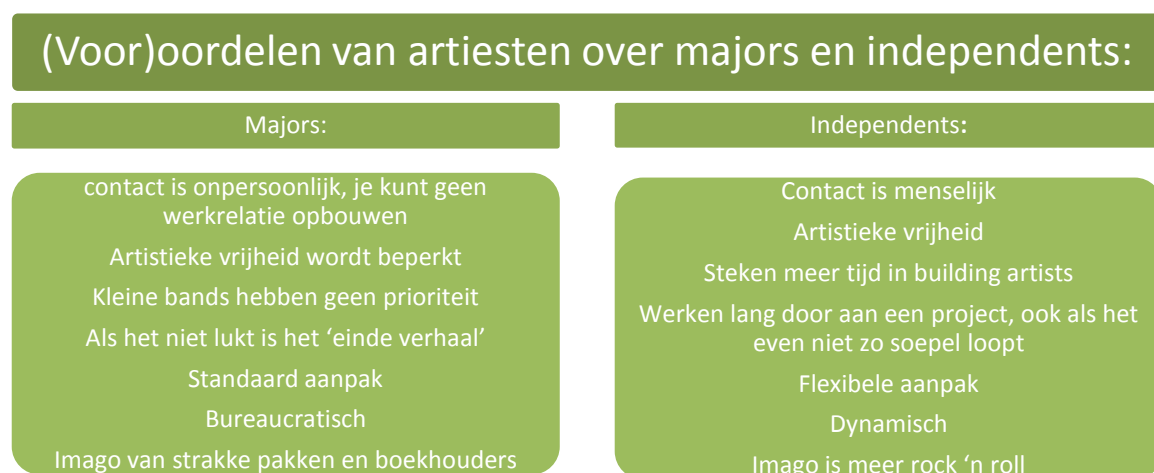 (Voor)oordelen van artiesten over majors en independents:
Majors:
contact is onpersoonlijk, je kunt geen
werkrelatie opbouwen
Artistieke vrijheid wordt beperkt
Kleine bands hebben geen prioriteit
Als het niet lukt is het ‘einde verhaal’
Standaard aanpak
Bureaucratisch
Imago van strakke pakken en boekhouders
Independents:
Contact is menselijk
Artistieke vrijheid
Steken meer tijd in building artists
Werken lang door aan een project, ook als het
even niet zo soepel loopt
Flexibele aanpak
Dynamisch
Imago is meer rock ‘n roll